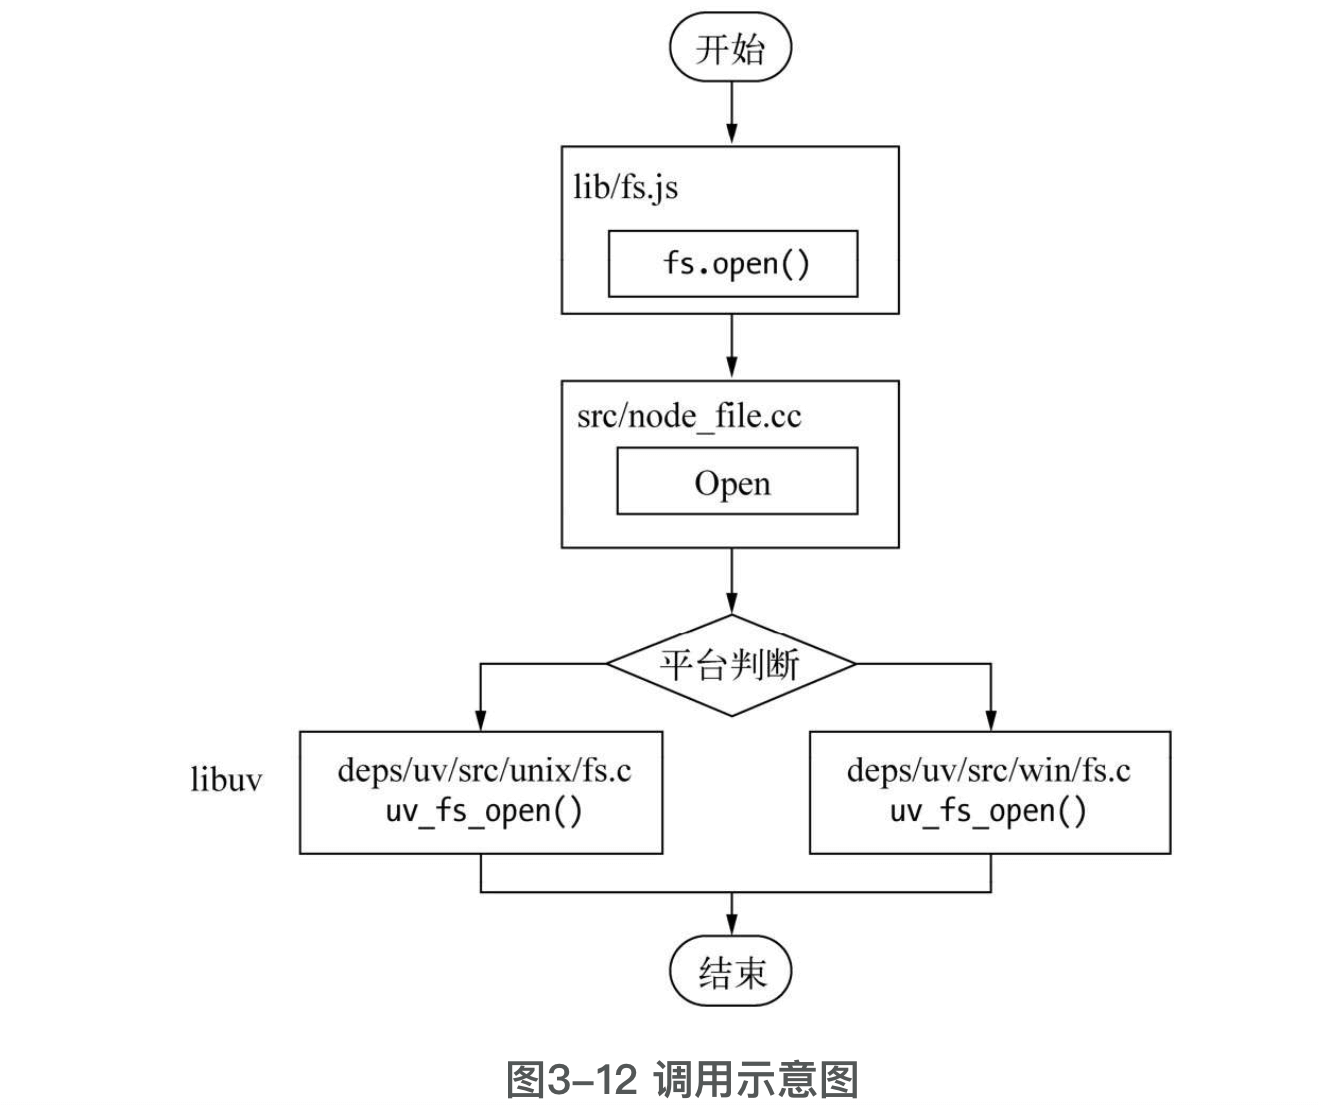 开始
lib/fs.js
fs.open()
src/node_file.cc
Open
平台判断
libuv
deps/uv/src/unix/fs.c
uv_fs_open()
deps/uv/src/win/fs.c
uv_fs_open()
结束
图3-12 调用示意图